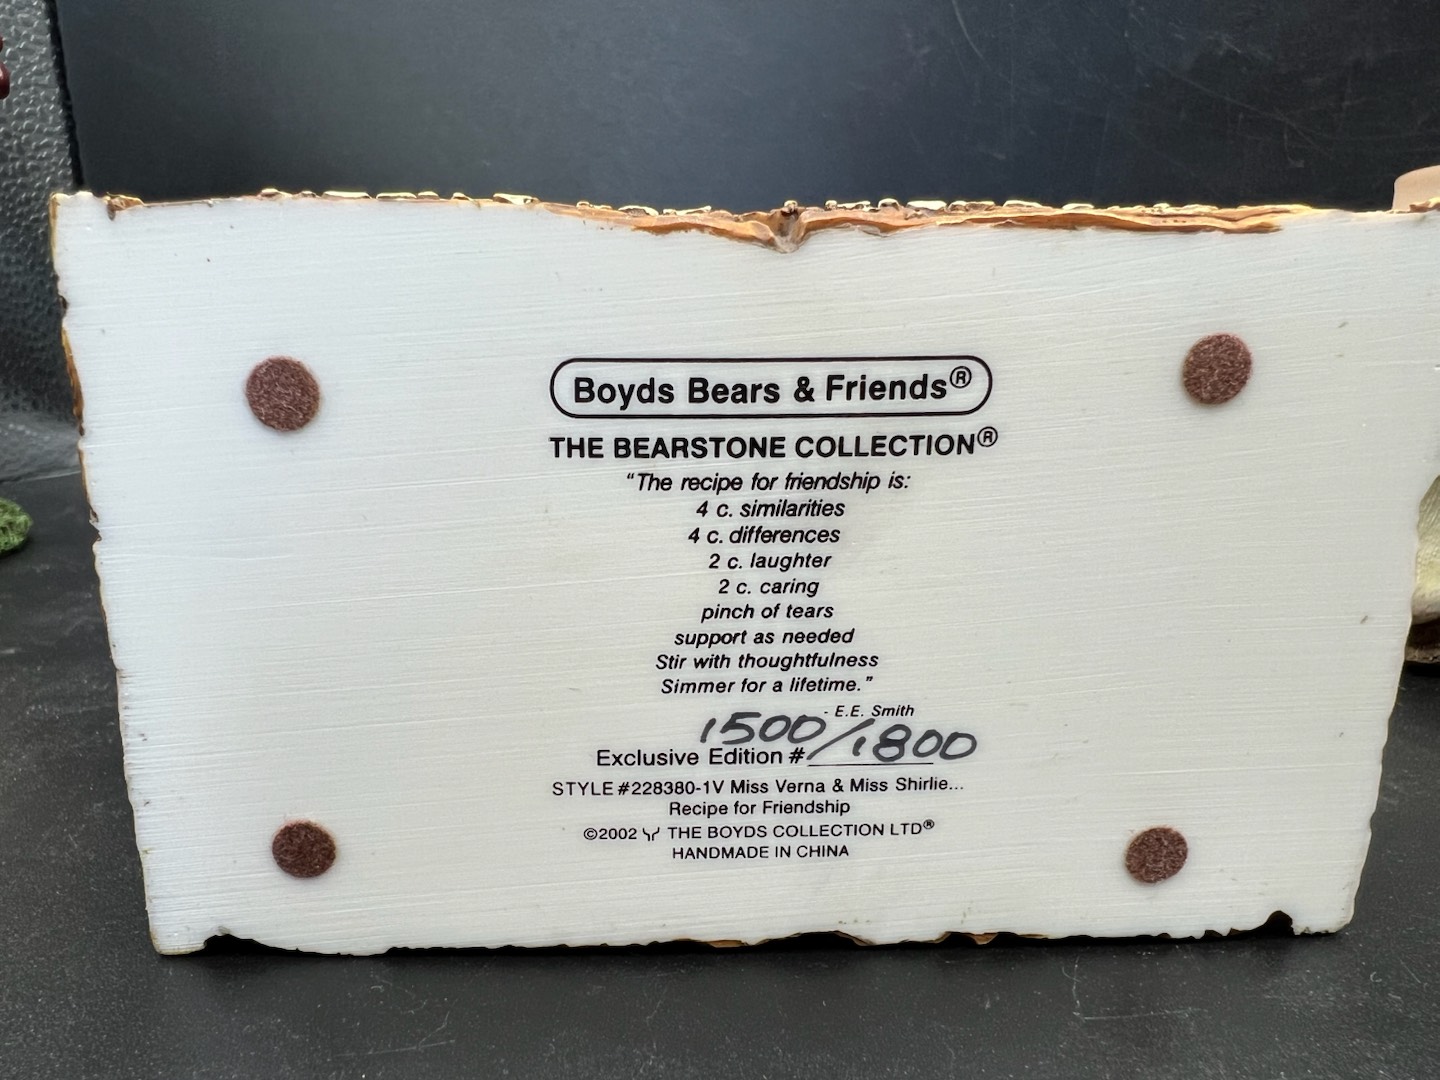 Boyds Bears & Friends®
THE BEARSTONE COLLECTION®
“The recipe for friendship is:
4 c. similarities
4 c. differences
2 c. laughter
2 c. caring
pinch of tears
support as needed
Stir with thoughtfulness
Simmer for a lifetime.”
- E.E. Smith
Exclusive Edition # 1500/1800
STYLE #228380-1V Miss Verna & Miss Shirlie...
Recipe for Friendship
©2002 THE BOYDS COLLECTION LTD®
HANDMADE IN CHINA